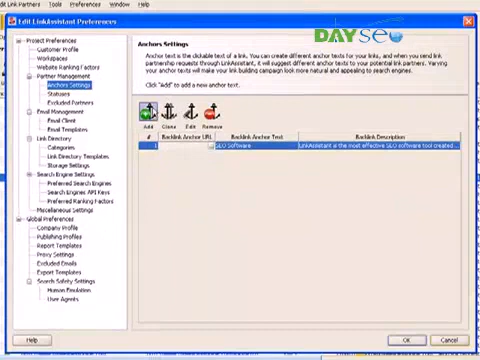 dit Link Partners Tools Preferences Window Help
DAYSEO
Edit LinkAssistant Preferences
Project Preferences
Customer Profile
Workspaces
Website Ranking Factors
Partner Management
Anchors Settings
Statuses
Excluded Partners
Email Management
Email Client
Email Templates
Link Directory
Categories
Link Directory Templates
Storage Settings
Search Engine Settings
Preferred Search Engines
Search Engines API Keys
Preferred Ranking Factors
Miscellaneous Settings
Global Preferences
Company Profile
Publishing Profiles
Report Templates
Proxy Settings
Excluded Emails
Export Templates
Search Safety Settings
Human Emulation
User Agents
Anchors Settings
Anchor text is the clickable text of a link. You can create different anchor texts for your links, and when you send
link partnership requests through LinkAssistant, it will suggest different anchor texts to your potential link partners. Varying
your anchor texts will make your link building campaign look more natural and appealing to search engines.
Click "Add" to add a new anchor text.
Add Clone Edit Remove
# Backlink Anchor URL Backlink Anchor Text Backlink Description
1 SEO Software LinkAssistant is the most effective SEO software tool created ...
Help OK Cancel